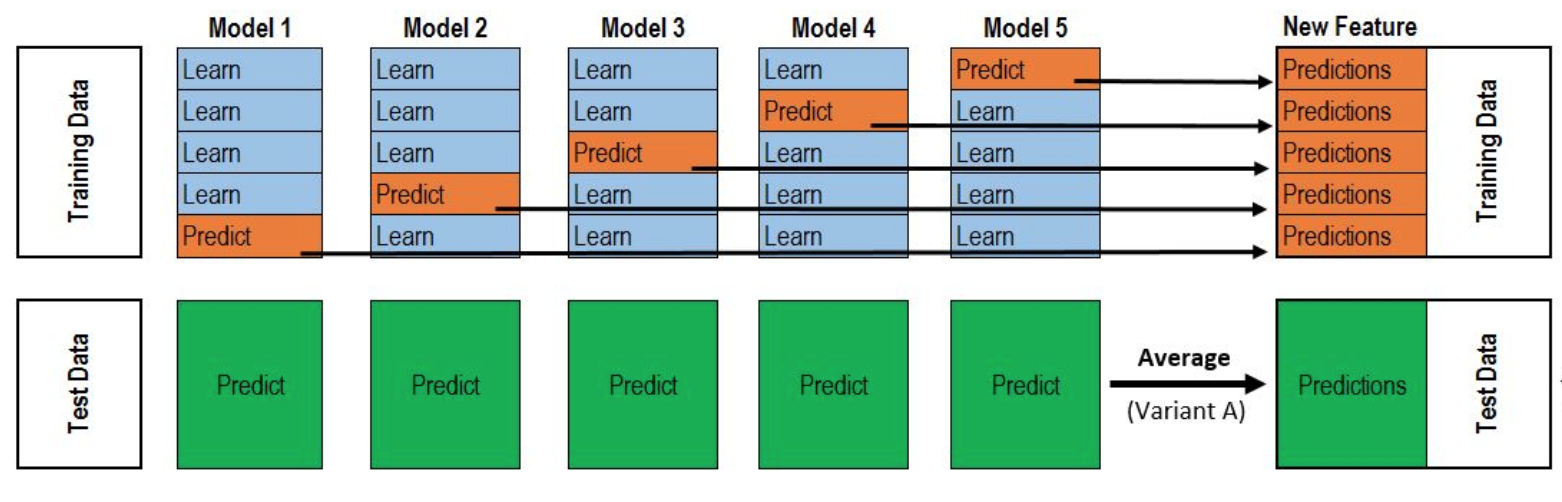 Model 1 Model 2 Model 3 Model 4 Model 5 New Feature
Training Data
Learn Learn Learn Learn Predict Predictions
Learn Learn Learn Predict Learn Predictions
Learn Learn Predict Learn Learn Predictions
Learn Predict Learn Learn Learn Predictions
Predict Learn Learn Learn Learn Predictions
Training Data
Test Data
Predict Predict Predict Predict Predict
Average
(Variant A)
Predictions
Test Data